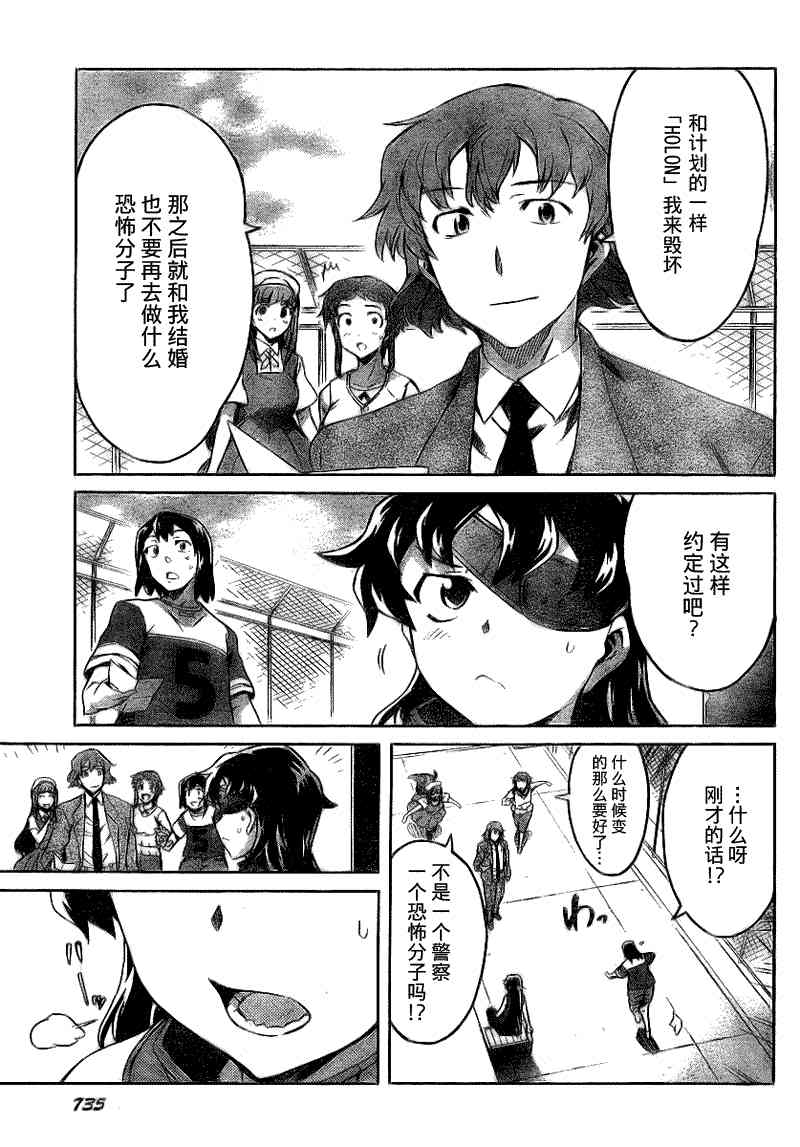 和计划的一样
「HOLON」我来毁坏
那之后就和我结婚
也不要再去做什么
恐怖分子了
有这样
约定过吧?
…什么呀
刚才的话!?
什么时候变
的那么要好了…
わっ
不是一个警察
一个恐怖分子吗!?
5
5
735